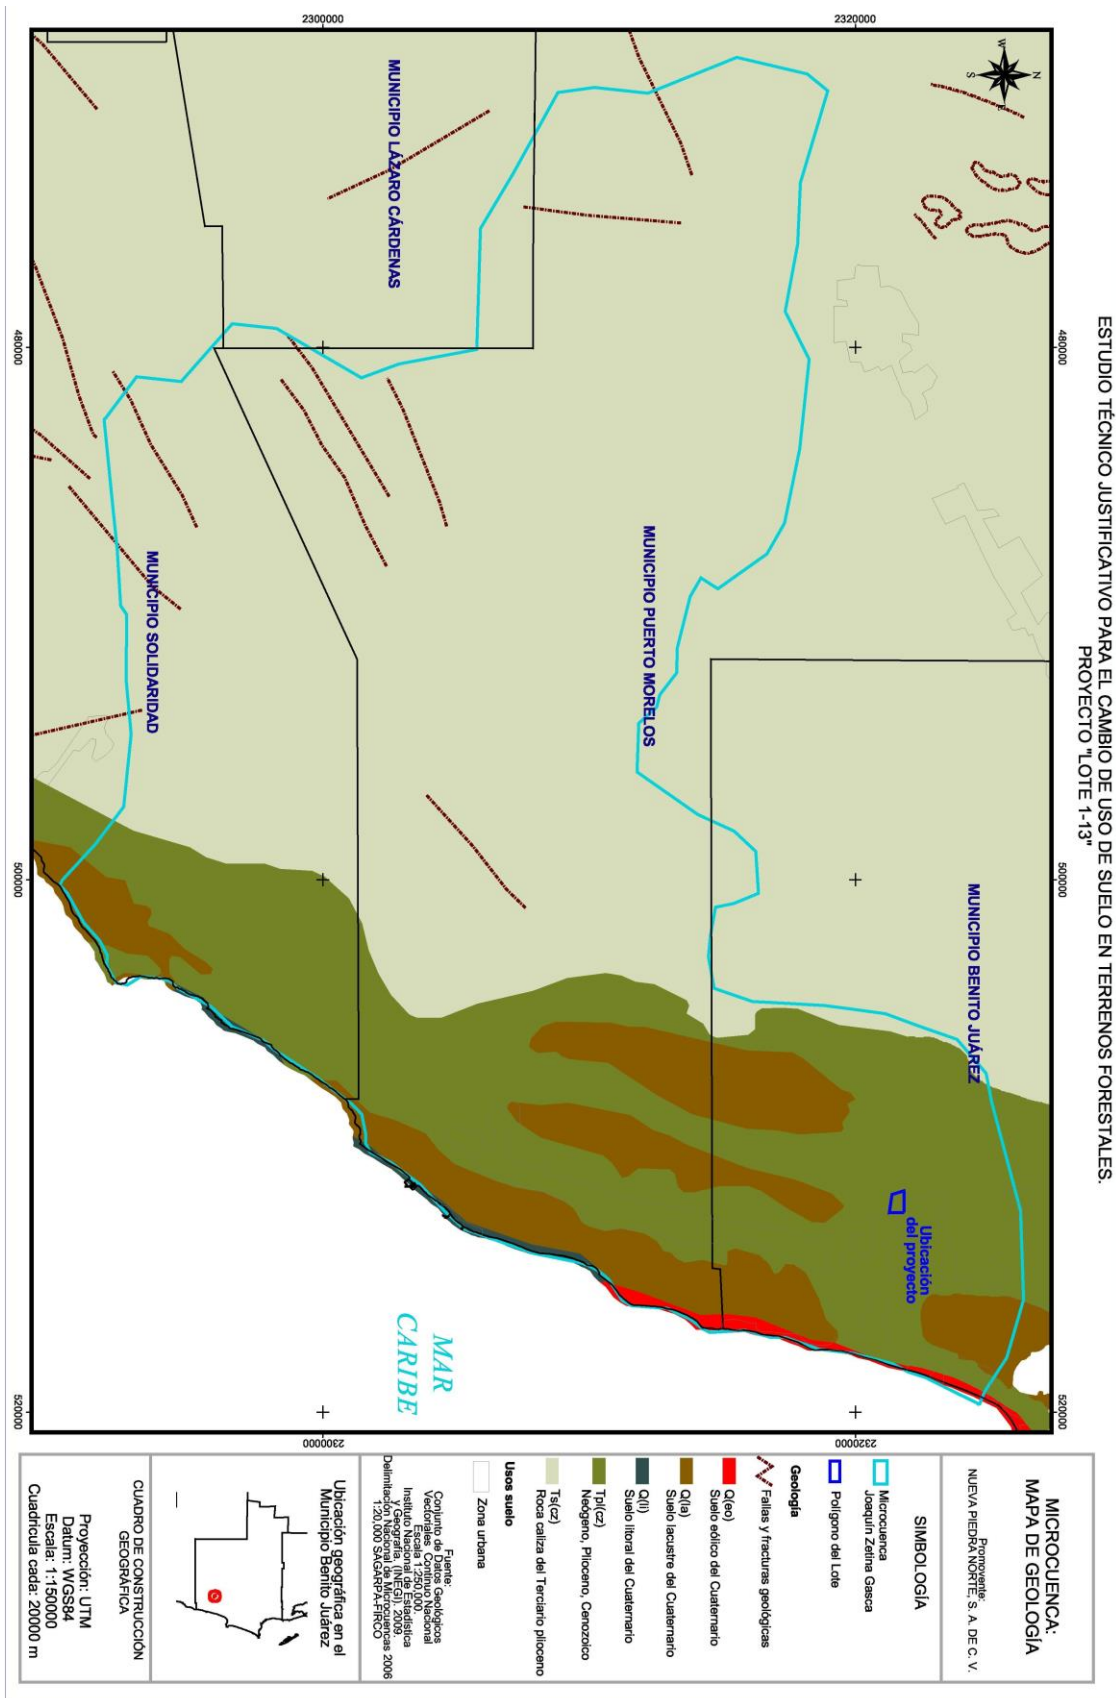 ESTUDIO TÉCNICO JUSTIFICATIVO PARA EL CAMBIO DE USO DE SUELO EN TERRENOS FORESTALES.
PROYECTO "LOTE 1-13"
480000
500000
520000
2320000
2300000
N
W
E
S
MUNICIPIO LÁZARO CÁRDENAS
MUNICIPIO PUERTO MORELOS
MUNICIPIO BENITO JUÁREZ
MUNICIPIO SOLIDARIDAD
Ubicación
del proyecto
MAR
CARIBE
2320000
2300000
480000
500000
520000
MICROCUENCA:
MAPA DE GEOLOGÍA
Promovente:
NUEVA PIEDRA NORTE, S. A. DE C. V.
SIMBOLOGÍA
Microcuenca
Joaquín Zetina Gasca
Polígono del Lote
Geología
Fallas y fracturas geológicas
Q(eo)
Suelo eólico del Cuaternario
Q(la)
Suelo lacustre del Cuaternario
Q(li)
Suelo litoral del Cuaternario
Tpl(cz)
Neógeno, Plioceno, Cenozoico
Ts(cz)
Roca caliza del Terciario plioceno
Usos suelo
Zona urbana
Fuente:
Conjunto de Datos Geológicos
Vectoriales Continuo Nacional
Escala 1:250,000.
Instituto Nacional de Estadística
y Geografía. (INEGI). 2009.
Delimitación Nacional de Microcuencas 2006
1:20,000 SAGARPA-FIRCO
Ubicación geográfica en el
Municipio Benito Juárez
CUADRO DE CONSTRUCCIÓN
GEOGRÁFICA
Proyección: UTM
Datum: WGS84
Escala: 1:150000
Cuadrícula cada: 20000 m